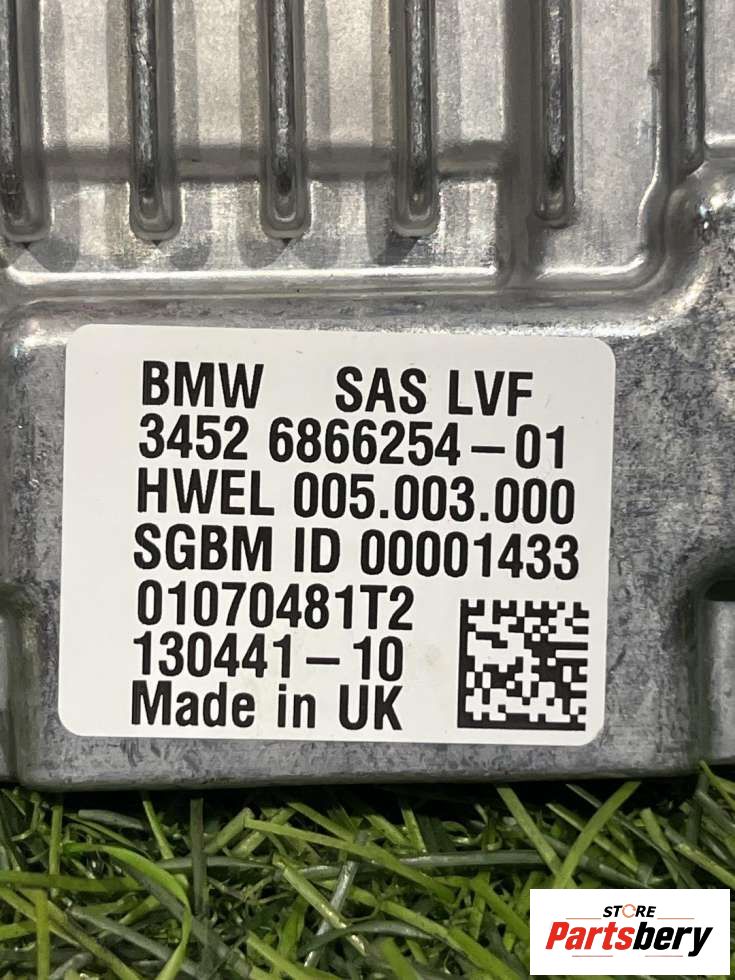 BMW SAS LVF
3452 6866254-01
HWEL 005.003.000
SGBM ID 00001433
01070481T2
130441-10
Made in UK
STORE
Partsbery